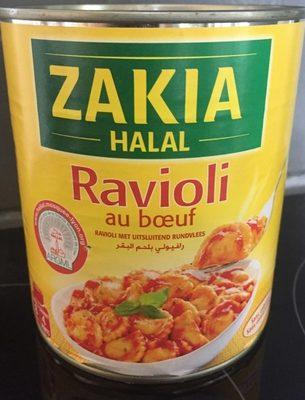 ZAKIA
HALAL
Ravioli
au bœuf
RAVIOLI MET UITSLUITEND RUNDVLEES
رافيولي بلحم البقر